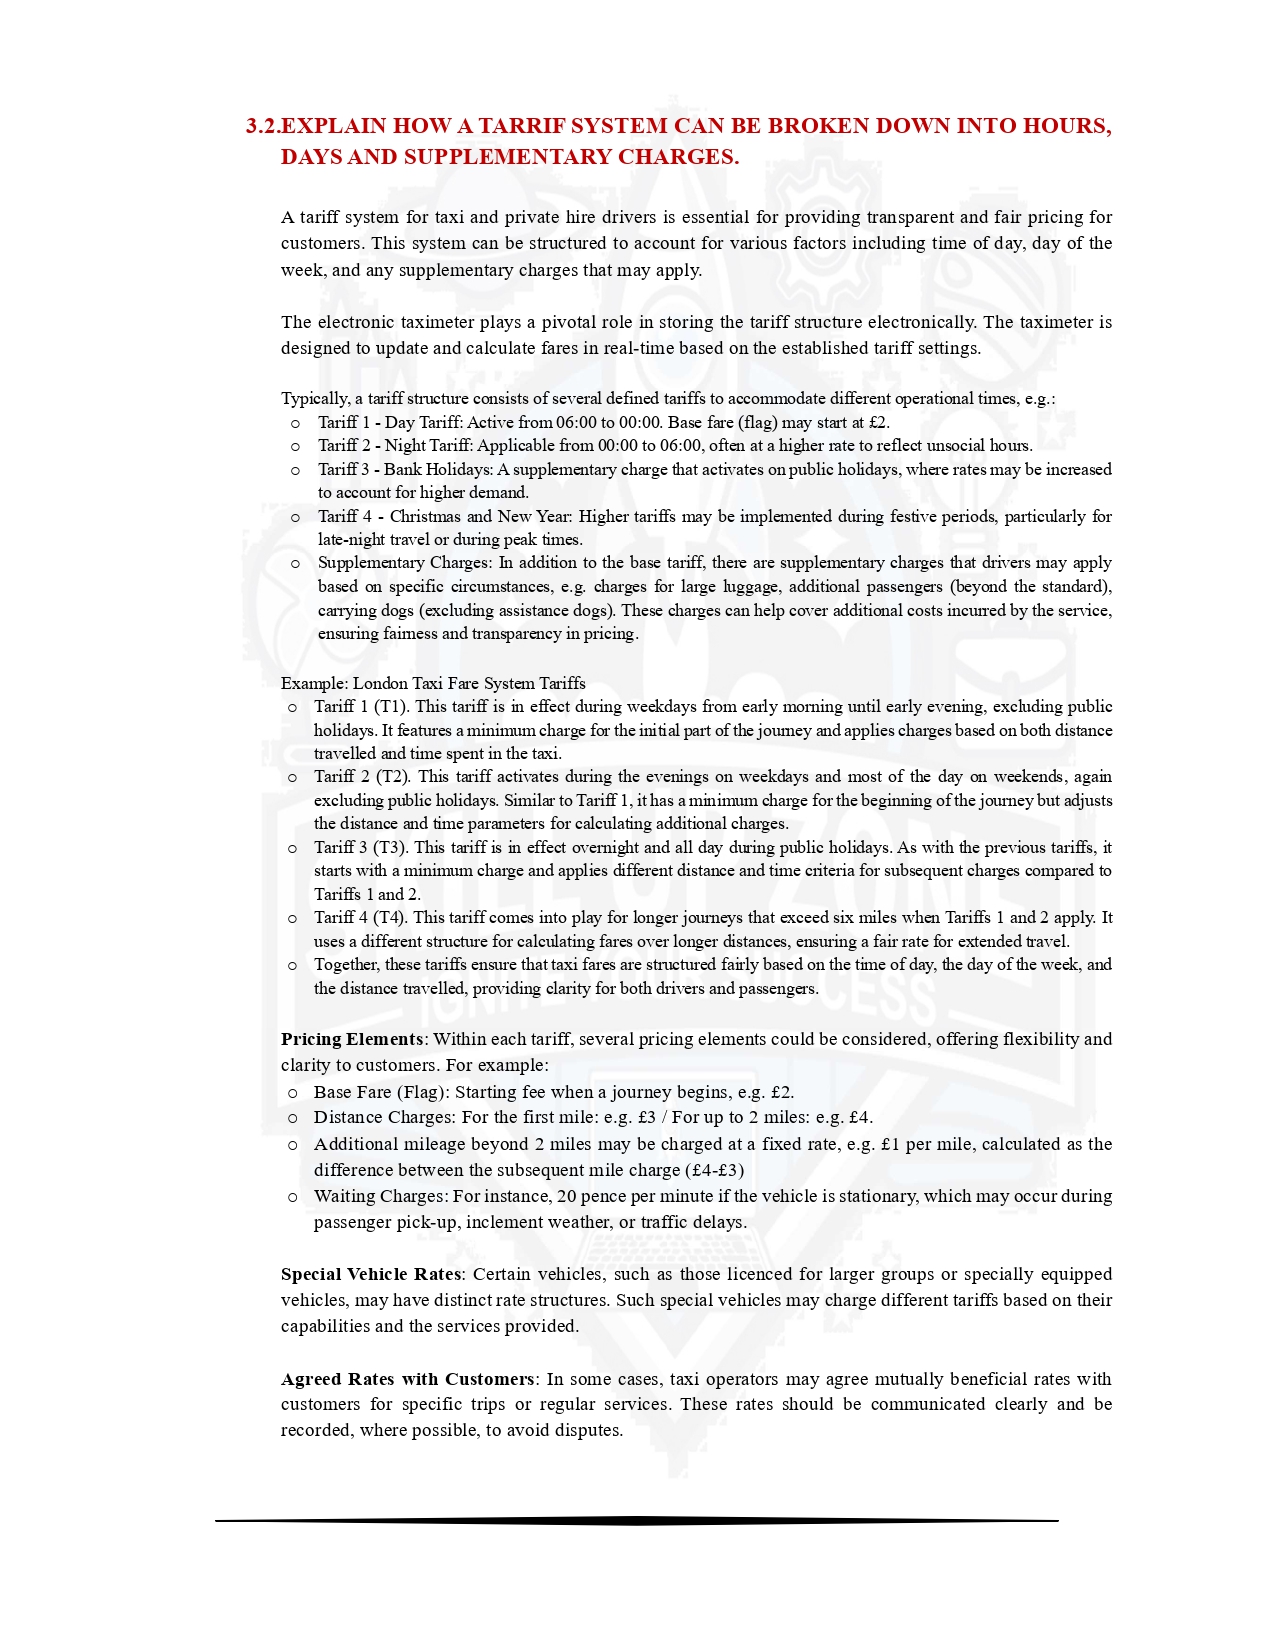 3.2.EXPLAIN HOW A TARRIF SYSTEM CAN BE BROKEN DOWN INTO HOURS,
DAYS AND SUPPLEMENTARY CHARGES.
A tariff system for taxi and private hire drivers is essential for providing transparent and fair pricing for
customers. This system can be structured to account for various factors including time of day, day of the
week, and any supplementary charges that may apply.
The electronic taximeter plays a pivotal role in storing the tariff structure electronically. The taximeter is
designed to update and calculate fares in real-time based on the established tariff settings.
Typically, a tariff structure consists of several defined tariffs to accommodate different operational times, e.g.:
o Tariff 1 - Day Tariff: Active from 06:00 to 00:00. Base fare (flag) may start at £2.
o Tariff 2 - Night Tariff: Applicable from 00:00 to 06:00, often at a higher rate to reflect unsocial hours.
o Tariff 3 - Bank Holidays: A supplementary charge that activates on public holidays, where rates may be increased
to account for higher demand.
o Tariff 4 - Christmas and New Year: Higher tariffs may be implemented during festive periods, particularly for
late-night travel or during peak times.
o Supplementary Charges: In addition to the base tariff, there are supplementary charges that drivers may apply
based on specific circumstances, e.g. charges for large luggage, additional passengers (beyond the standard),
carrying dogs (excluding assistance dogs). These charges can help cover additional costs incurred by the service,
ensuring fairness and transparency in pricing.
Example: London Taxi Fare System Tariffs
o Tariff 1 (T1). This tariff is in effect during weekdays from early morning until early evening, excluding public
holidays. It features a minimum charge for the initial part of the journey and applies charges based on both distance
travelled and time spent in the taxi.
o Tariff 2 (T2). This tariff activates during the evenings on weekdays and most of the day on weekends, again
excluding public holidays. Similar to Tariff 1, it has a minimum charge for the beginning of the journey but adjusts
the distance and time parameters for calculating additional charges.
o Tariff 3 (T3). This tariff is in effect overnight and all day during public holidays. As with the previous tariffs, it
starts with a minimum charge and applies different distance and time criteria for subsequent charges compared to
Tariffs 1 and 2.
o Tariff 4 (T4). This tariff comes into play for longer journeys that exceed six miles when Tariffs 1 and 2 apply. It
uses a different structure for calculating fares over longer distances, ensuring a fair rate for extended travel.
o Together, these tariffs ensure that taxi fares are structured fairly based on the time of day, the day of the week, and
the distance travelled, providing clarity for both drivers and passengers.
Pricing Elements: Within each tariff, several pricing elements could be considered, offering flexibility and
clarity to customers. For example:
o Base Fare (Flag): Starting fee when a journey begins, e.g. £2.
o Distance Charges: For the first mile: e.g. £3 / For up to 2 miles: e.g. £4.
o Additional mileage beyond 2 miles may be charged at a fixed rate, e.g. £1 per mile, calculated as the
difference between the subsequent mile charge (£4-£3)
o Waiting Charges: For instance, 20 pence per minute if the vehicle is stationary, which may occur during
passenger pick-up, inclement weather, or traffic delays.
Special Vehicle Rates: Certain vehicles, such as those licenced for larger groups or specially equipped
vehicles, may have distinct rate structures. Such special vehicles may charge different tariffs based on their
capabilities and the services provided.
Agreed Rates with Customers: In some cases, taxi operators may agree mutually beneficial rates with
customers for specific trips or regular services. These rates should be communicated clearly and be
recorded, where possible, to avoid disputes.